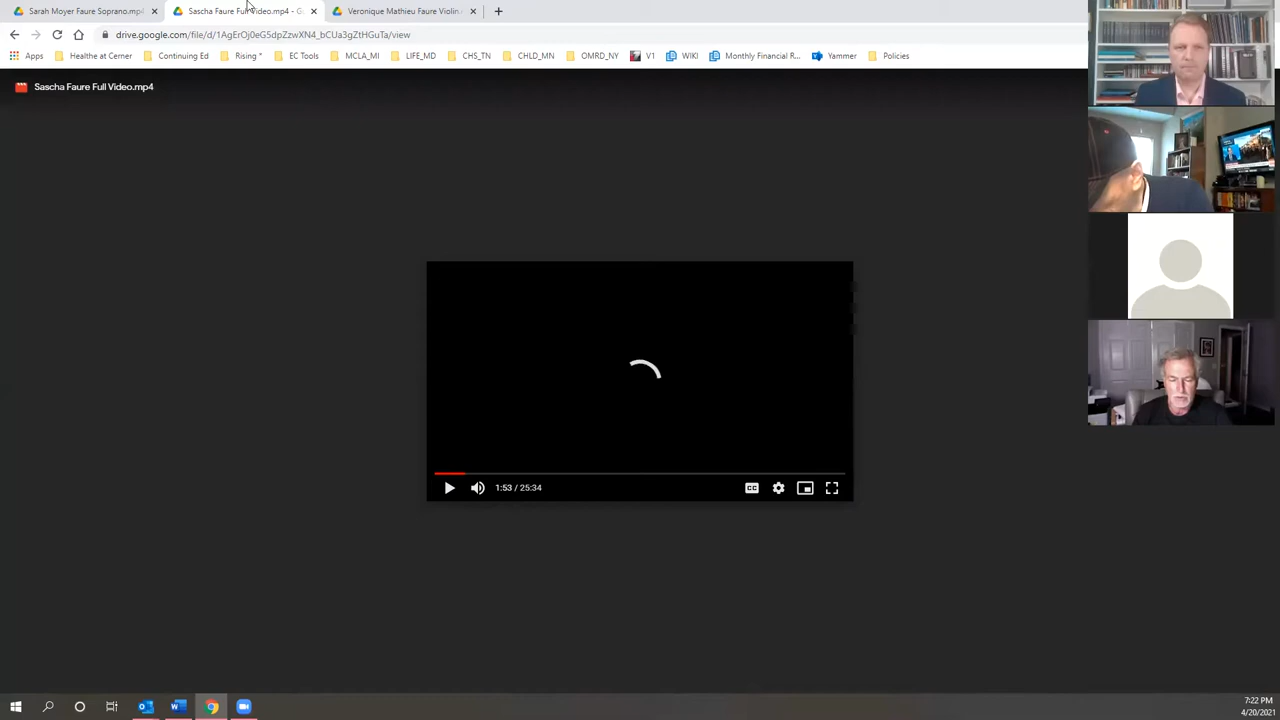 Sarah Moyer Faure Soprano.mp4
Sascha Faure Full Video.mp4 - G
Veronique Mathieu Faure Violin
drive.google.com/file/d/1AgErOj0eG5dpZzwXN4_bCUa3gZtHGuTa/view
Apps
Healthe at Cerner
Continuing Ed
Rising *
EC Tools
MCLA_MI
LIFE_MD
CHS_TN
CHLD_MN
OMRD_NY
V1
WIKI
Monthly Financial R...
Yammer
Policies
Sascha Faure Full Video.mp4
1:53 / 25:34
CC
7:22 PM
4/20/2021